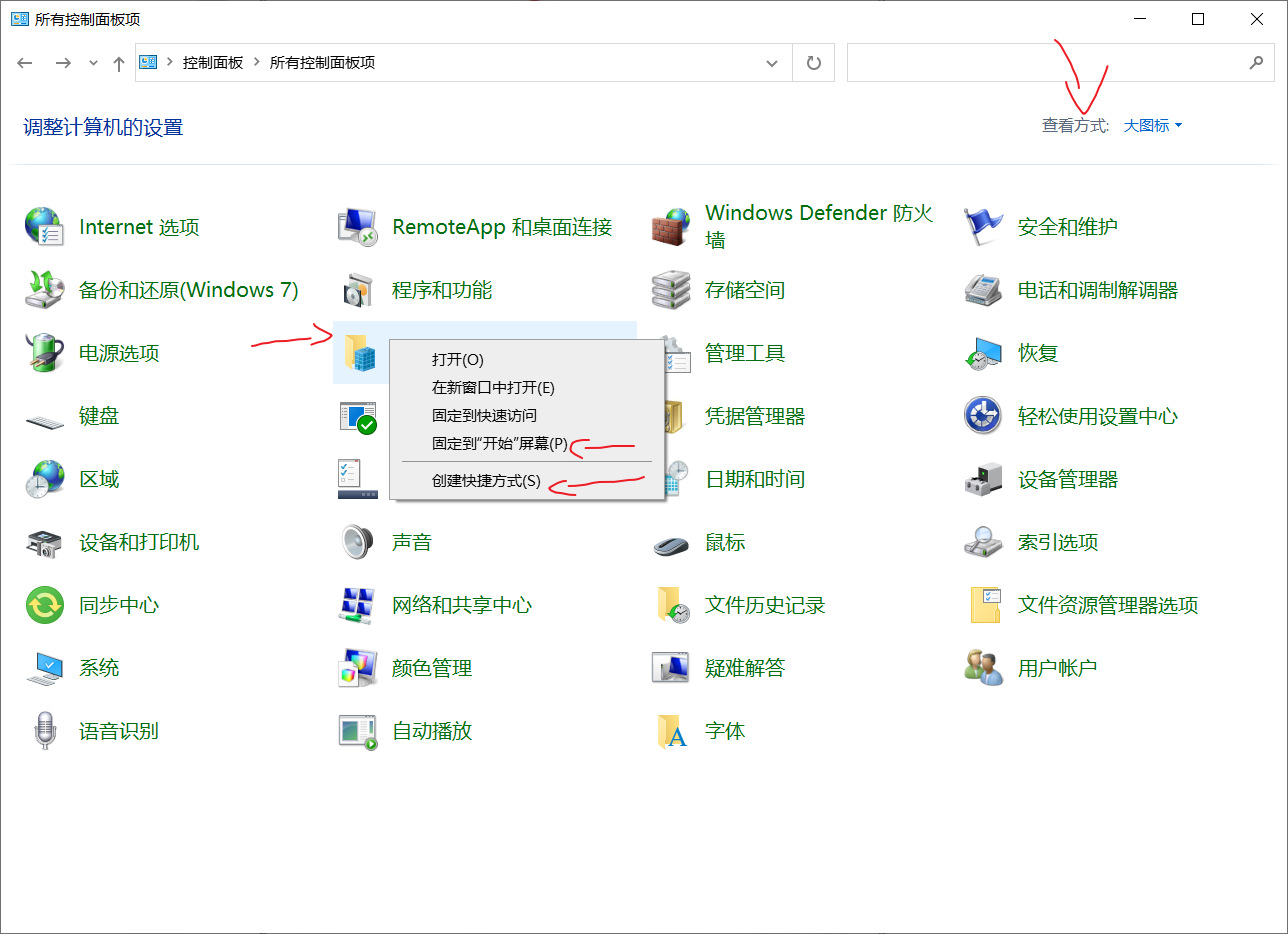 所有控制面板项
控制面板 所有控制面板项
调整计算机的设置
查看方式: 大图标
Internet 选项
RemoteApp 和桌面连接
Windows Defender 防火
墙
安全和维护
备份和还原(Windows 7)
程序和功能
存储空间
电话和调制解调器
电源选项
打开(O)
在新窗口中打开(E)
固定到快速访问
固定到“开始”屏幕(P)
创建快捷方式(S)
管理工具
恢复
键盘
凭据管理器
轻松使用设置中心
区域
日期和时间
设备管理器
设备和打印机
声音
鼠标
索引选项
同步中心
网络和共享中心
文件历史记录
文件资源管理器选项
系统
颜色管理
疑难解答
用户帐户
语音识别
自动播放
字体